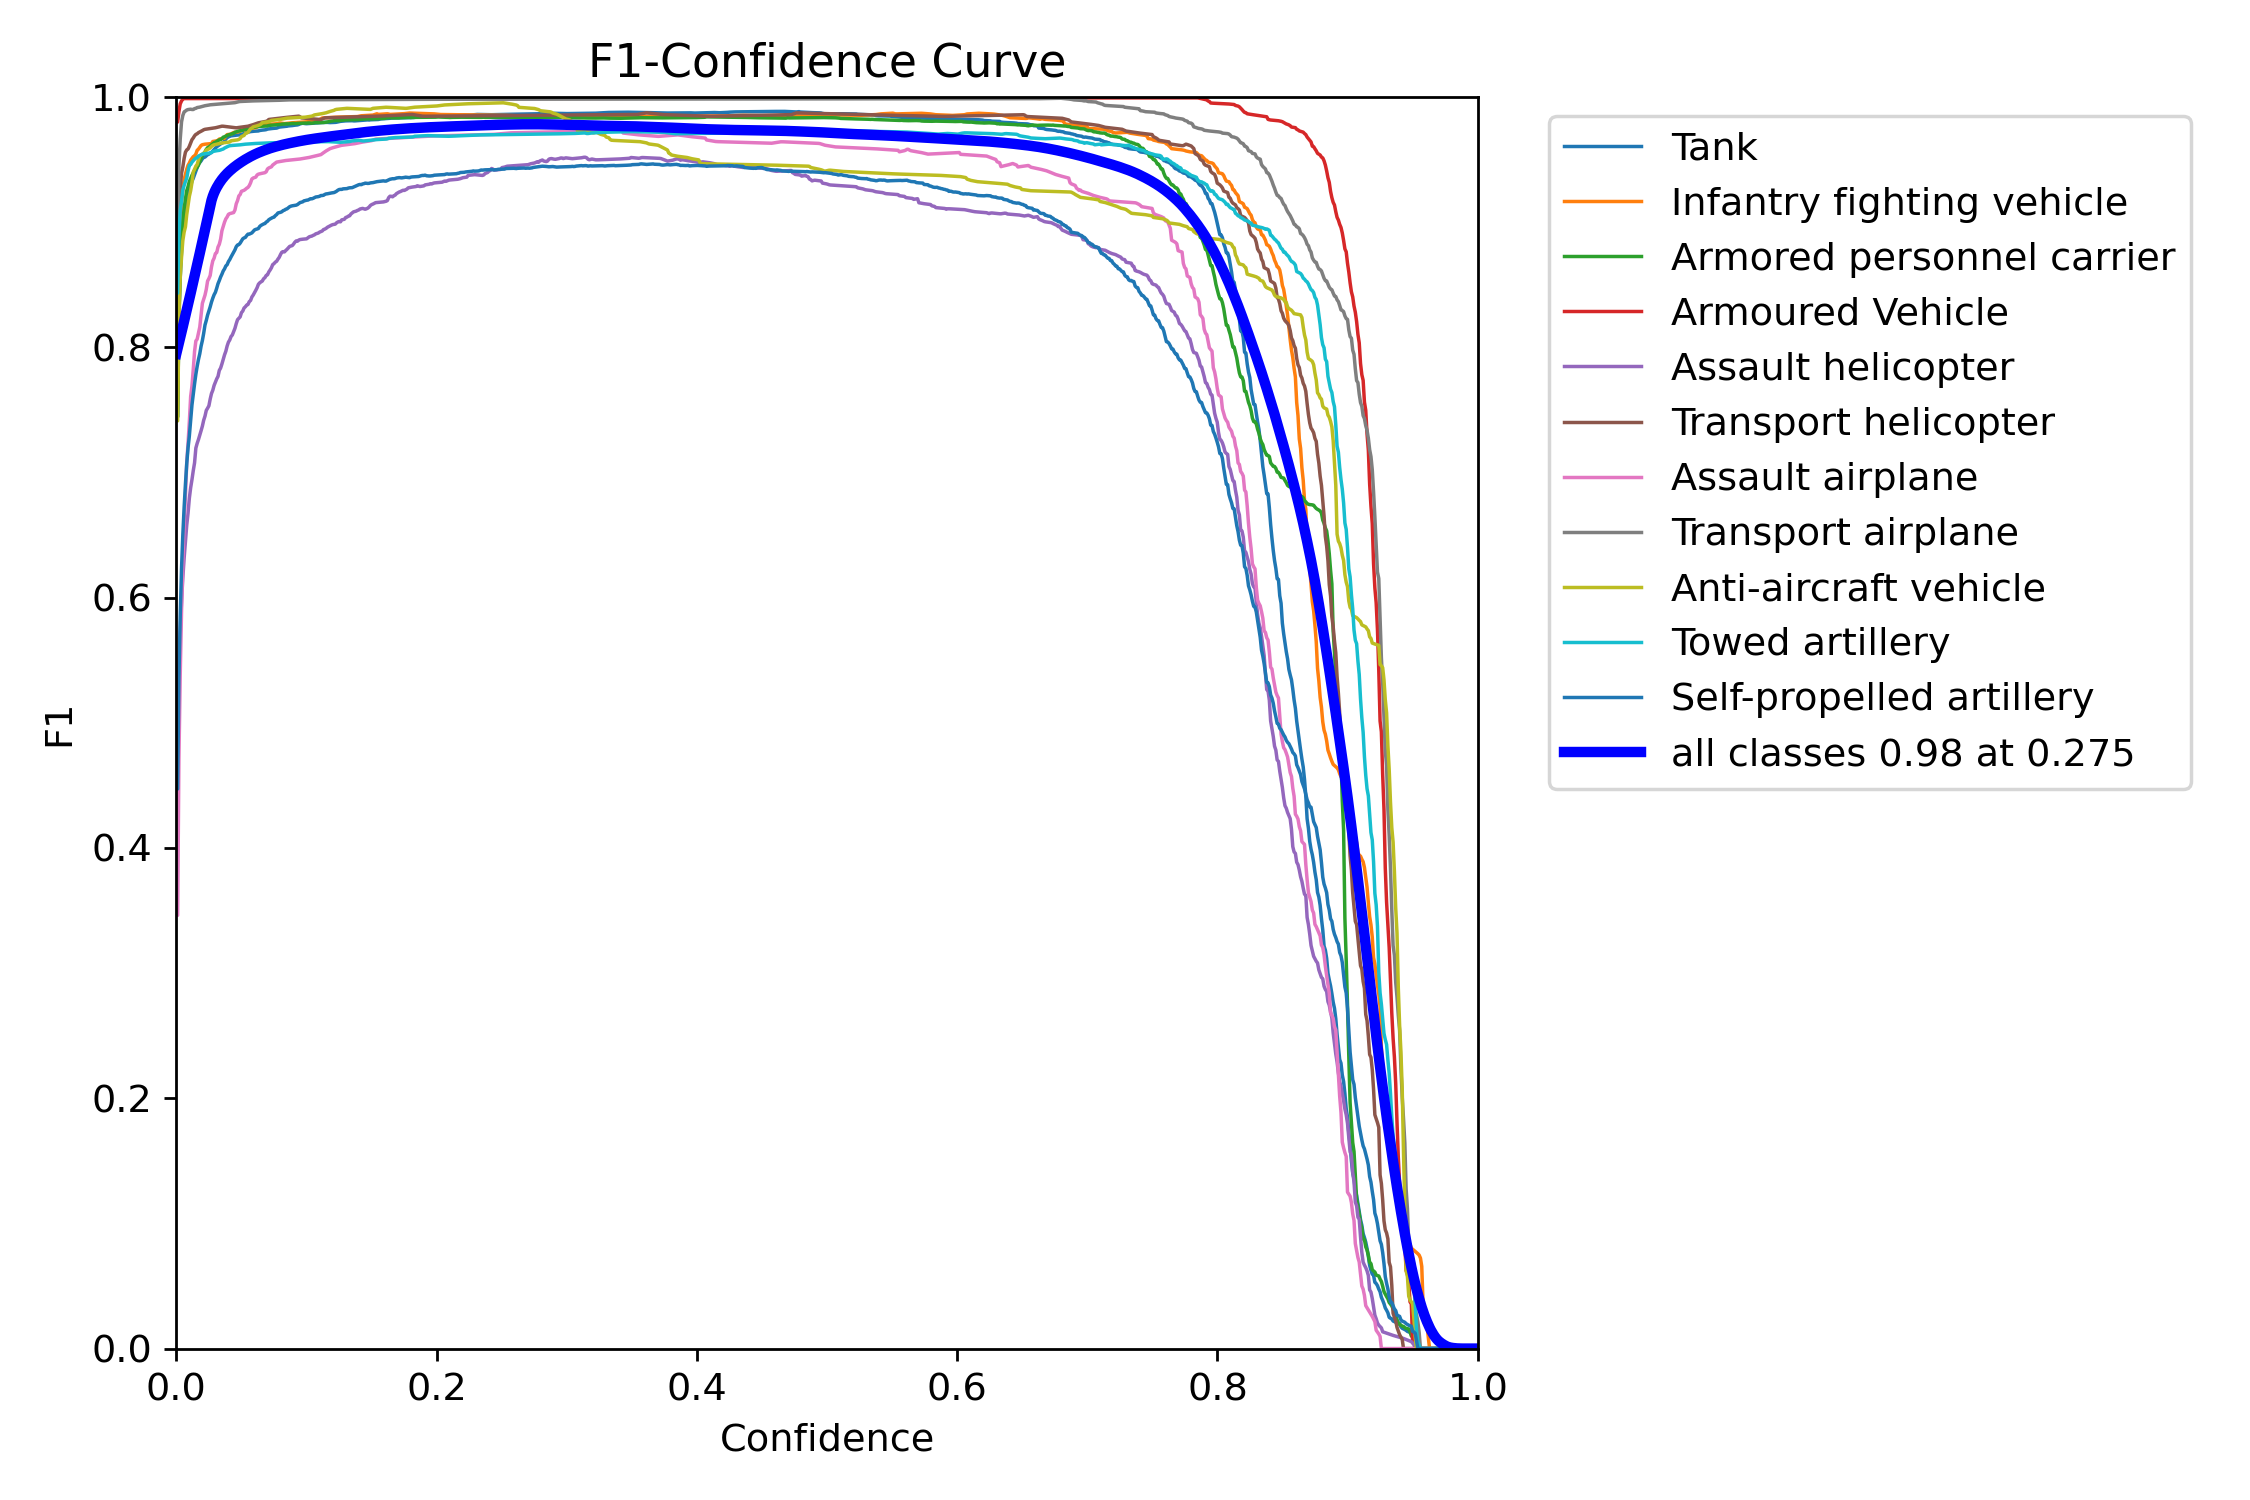 F1-Confidence Curve
1.0
0.8
0.6
0.4
0.2
0.0
F1
0.0 0.2 0.4 0.6 0.8 1.0
Confidence
Tank
Infantry fighting vehicle
Armored personnel carrier
Armoured Vehicle
Assault helicopter
Transport helicopter
Assault airplane
Transport airplane
Anti-aircraft vehicle
Towed artillery
Self-propelled artillery
all classes 0.98 at 0.275